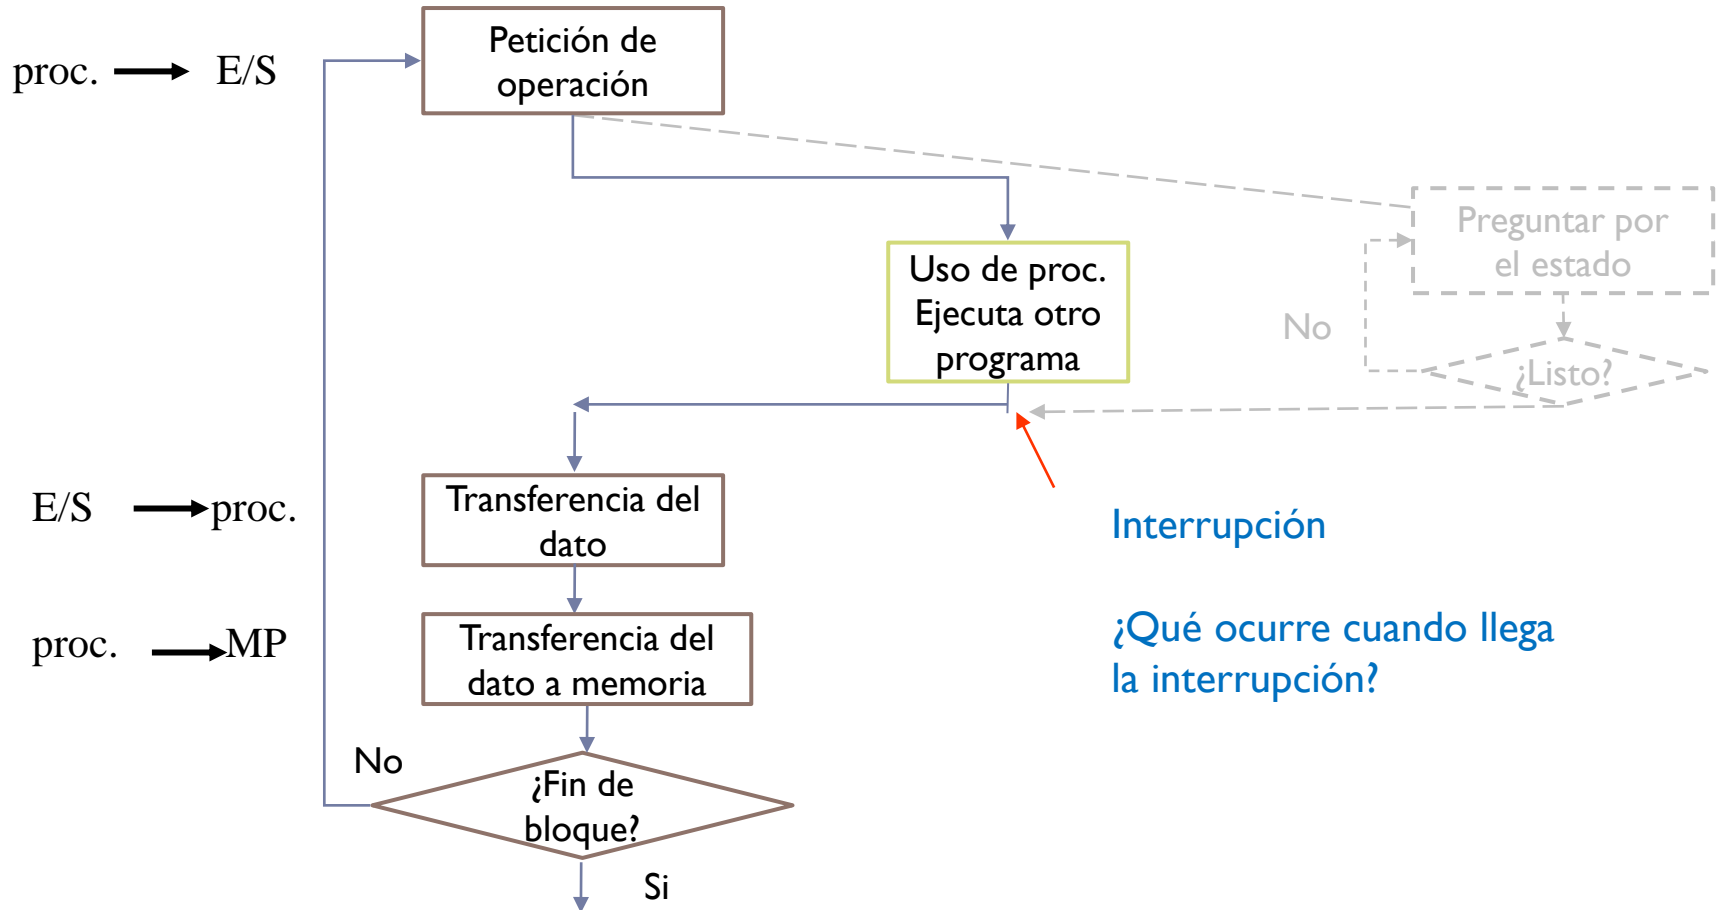 Petición de
operación
proc.
E/S
Preguntar por
el estado
Uso de proc.
Ejecuta otro
programa
No
¿Listo?
E/S
proc.
Transferencia del
dato
Interrupción
proc.
MP
Transferencia del
dato a memoria
¿Qué ocurre cuando llega
la interrupción?
No
¿Fin de
bloque?
Si